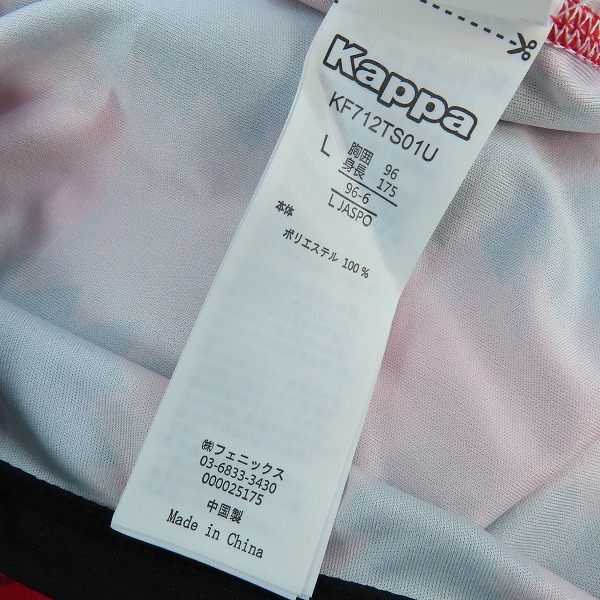 Kappa
KF712TS01U
L 胸囲 96
身長 175
96-6
L JASPO
本体
ポリエステル 100%
㈱フェニックス
03-6833-3430
000025175
中国製
Made in China